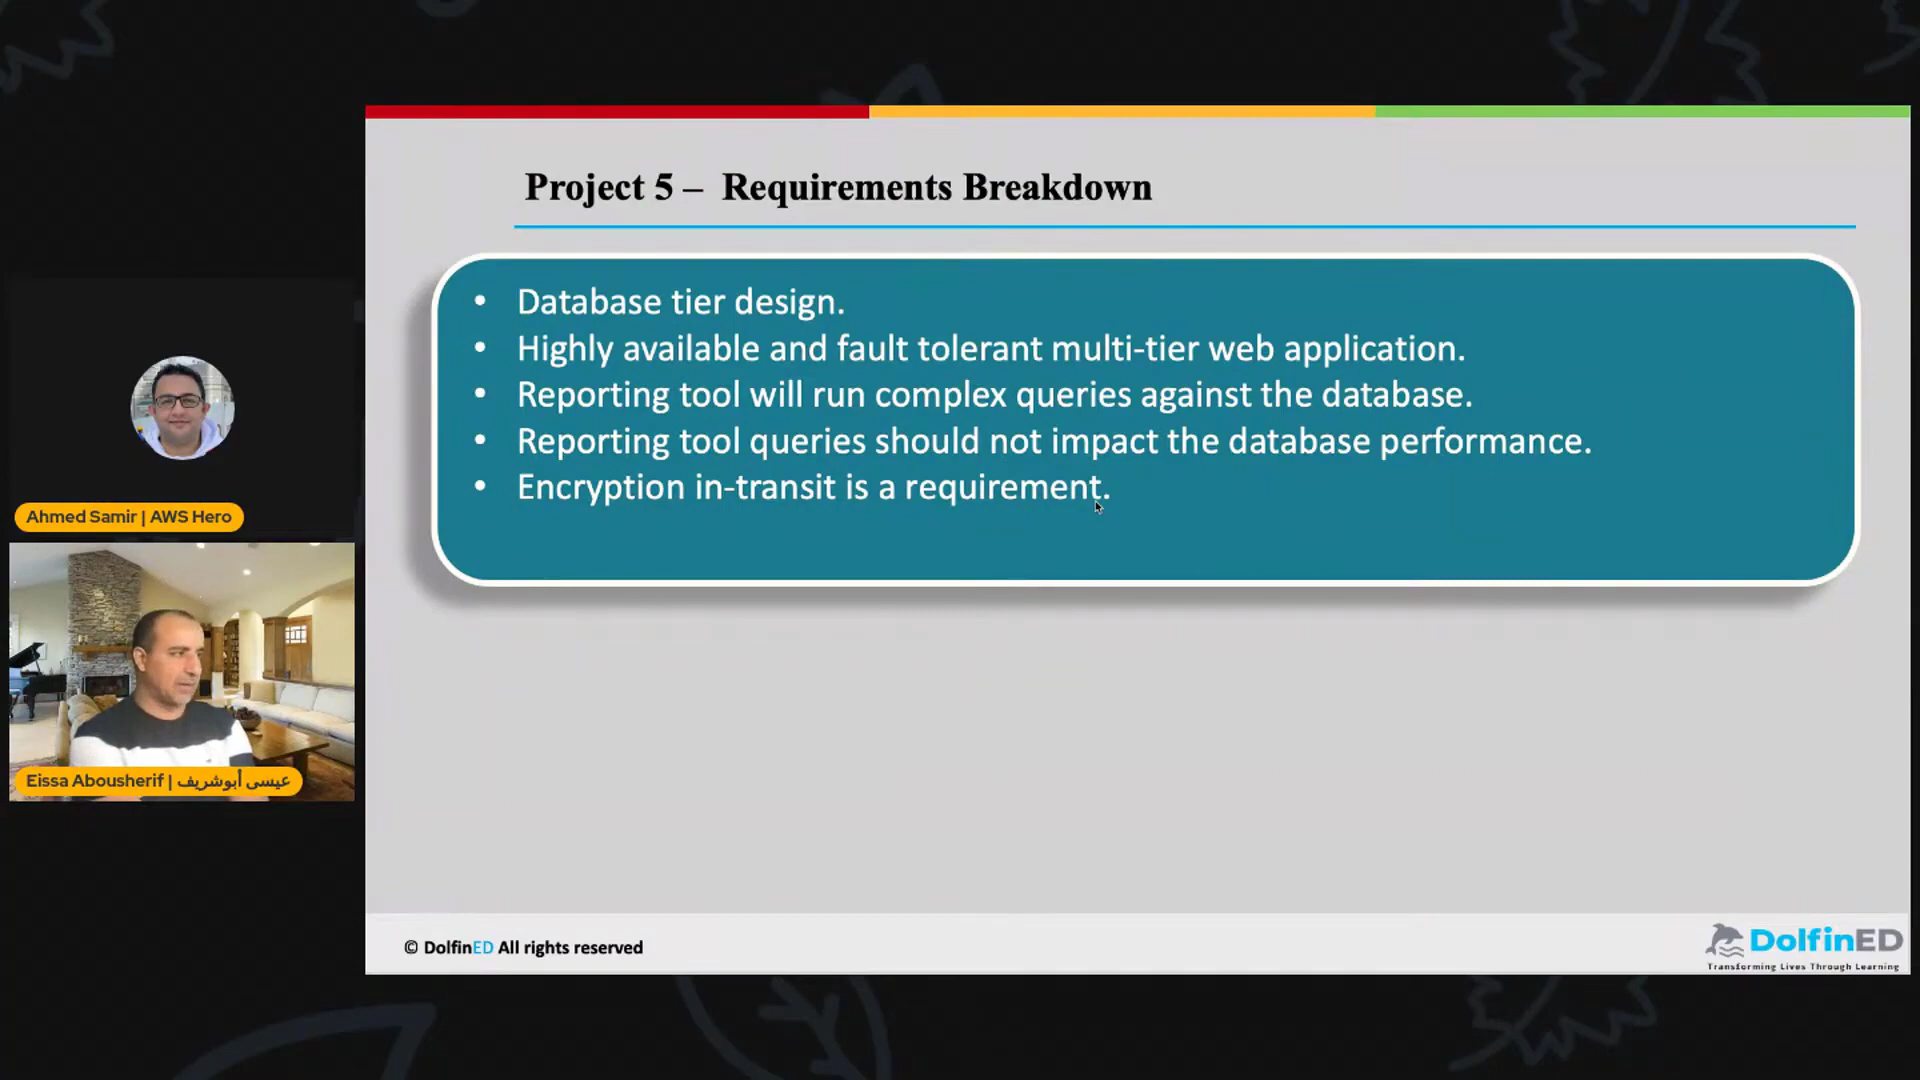 Project 5 – Requirements Breakdown
• Database tier design.
• Highly available and fault tolerant multi-tier web application.
• Reporting tool will run complex queries against the database.
• Reporting tool queries should not impact the database performance.
• Encryption in-transit is a requirement.
Ahmed Samir | AWS Hero
Eissa Abousherif | عيسى أبوشريف
© DolfinED All rights reserved
DolfinED
Transforming Lives Through Learning